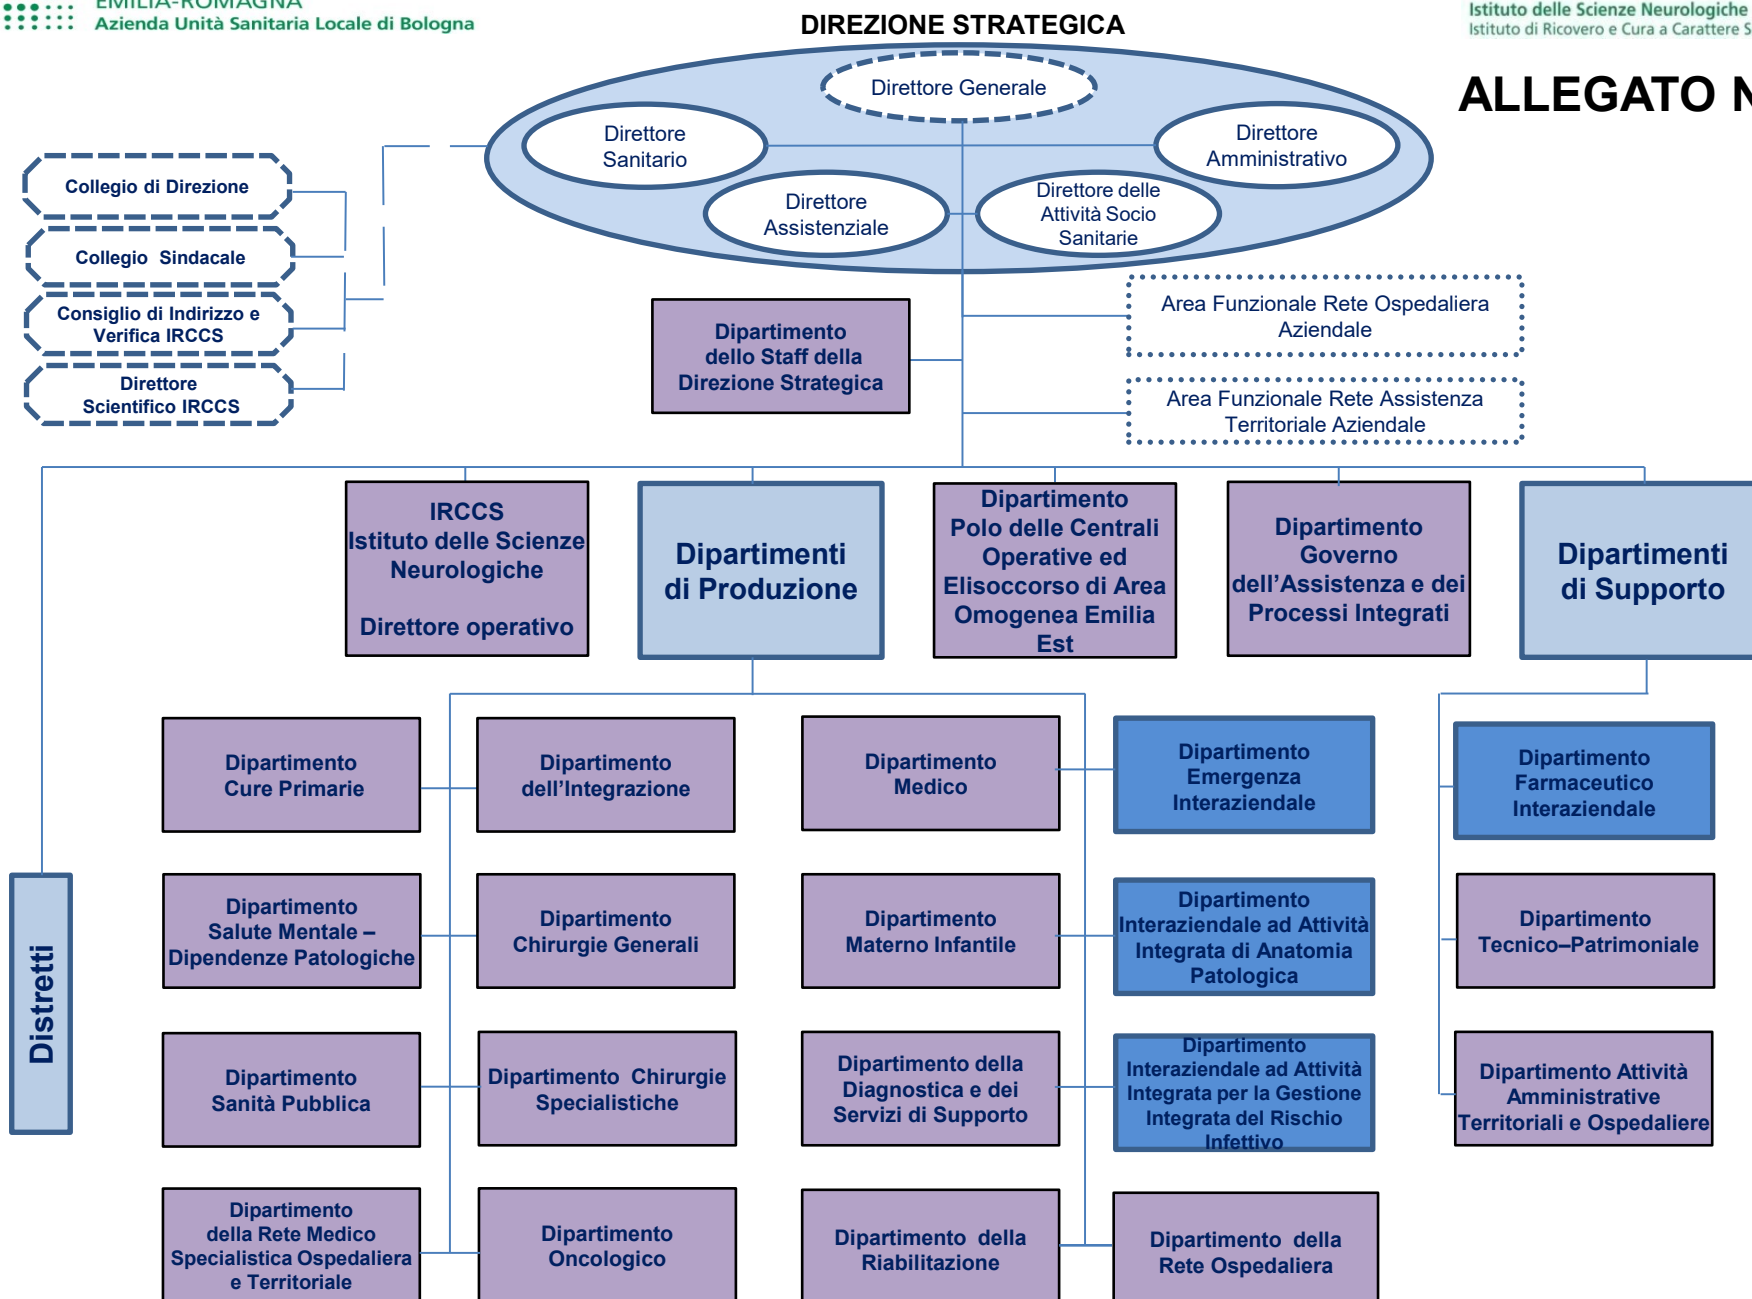 EMILIA-ROMAGNA
Azienda Unità Sanitaria Locale di Bologna
DIREZIONE STRATEGICA
Istituto delle Scienze Neurologiche
Istituto di Ricovero e Cura a Carattere S
ALLEGATO N
Direttore Generale
Direttore
Sanitario
Direttore
Amministrativo
Direttore
Assistenziale
Direttore delle
Attività Socio
Sanitarie
Collegio di Direzione
Collegio Sindacale
Consiglio di Indirizzo e
Verifica IRCCS
Direttore
Scientifico IRCCS
Dipartimento
dello Staff della
Direzione Strategica
Area Funzionale Rete Ospedaliera
Aziendale
Area Funzionale Rete Assistenza
Territoriale Aziendale
IRCCS
Istituto delle Scienze
Neurologiche
Direttore operativo
Dipartimenti
di Produzione
Dipartimento
Polo delle Centrali
Operative ed
Elisoccorso di Area
Omogenea Emilia
Est
Dipartimento
Governo
dell'Assistenza e dei
Processi Integrati
Dipartimenti
di Supporto
Distretti
Dipartimento
Cure Primarie
Dipartimento
dell'Integrazione
Dipartimento
Medico
Dipartimento
Emergenza
Interaziendale
Dipartimento
Farmaceutico
Interaziendale
Dipartimento
Salute Mentale –
Dipendenze Patologiche
Dipartimento
Chirurgie Generali
Dipartimento
Materno Infantile
Dipartimento
Interaziendale ad Attività
Integrata di Anatomia
Patologica
Dipartimento
Tecnico–Patrimoniale
Dipartimento
Sanità Pubblica
Dipartimento Chirurgie
Specialistiche
Dipartimento della
Diagnostica e dei
Servizi di Supporto
Dipartimento
Interaziendale ad Attività
Integrata per la Gestione
Integrata del Rischio
Infettivo
Dipartimento Attività
Amministrative
Territoriali e Ospedaliere
Dipartimento
della Rete Medico
Specialistica Ospedaliera
e Territoriale
Dipartimento
Oncologico
Dipartimento della
Riabilitazione
Dipartimento della
Rete Ospedaliera